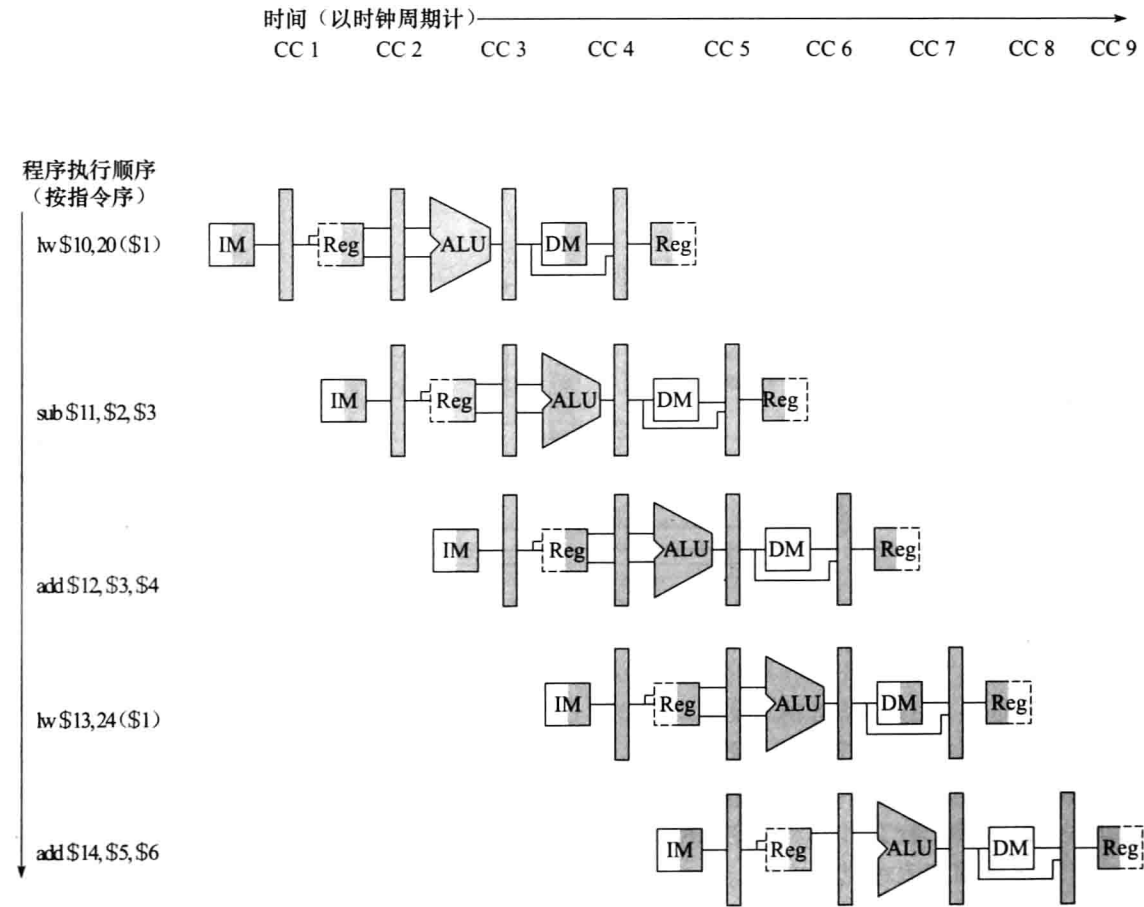 时间（以时钟周期计）
CC 1 CC 2 CC 3 CC 4 CC 5 CC 6 CC 7 CC 8 CC 9
程序执行顺序
（按指令序）
lw $10,20($1)
IM Reg ALU DM Reg
sub $11,$2,$3
IM Reg ALU DM Reg
add $12,$3,$4
IM Reg ALU DM Reg
lw $13,24($1)
IM Reg ALU DM Reg
add $14,$5,$6
IM Reg ALU DM Reg